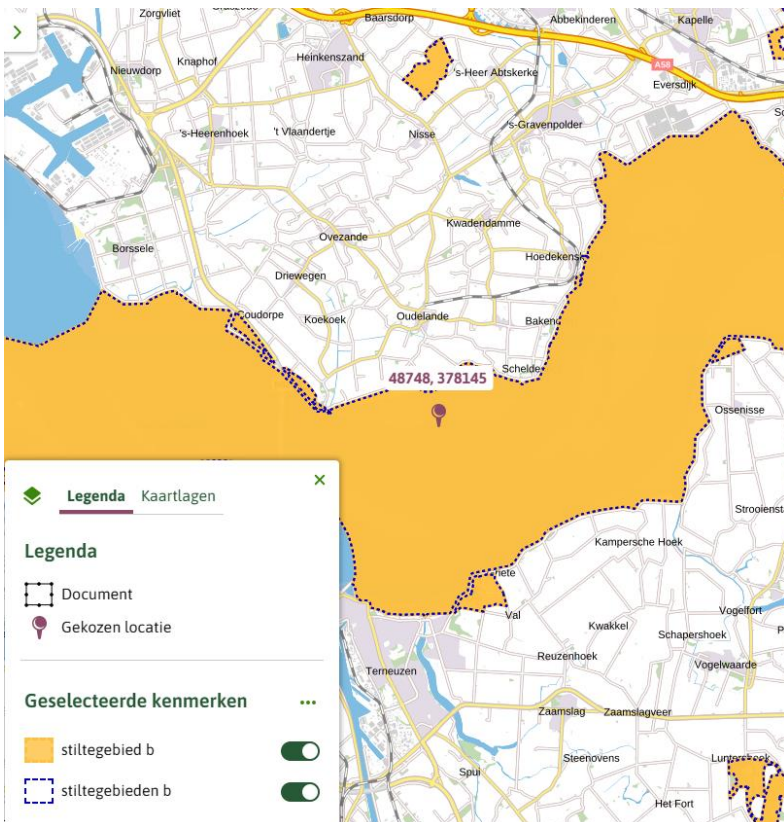 Zorgvliet
Baarsdorp
Abbekinderen
Kapelle
Knaphof
Heinkenszand
Nieuwdorp
's-Heer Abtskerke
A58
Eversdijk
's-Heerenhoek
't Vlaandertje
Nisse
's-Gravenpolder
Kwadendamme
Ovezande
Borssele
Hoedekensk
Driewegen
Coudorpe
Koekoek
Oudelande
Bakend
Schelde
48748, 378145
Ossenisse
Legenda Kaartlagen
Legenda
Document
Gekozen locatie
Geselecteerde kenmerken
stiltegebied b
stiltegebieden b
Strooienst
Kampersche Hoek
Vogelfort
Val
Kwakkel
Schapershoek
Terneuzen
Reuzenhoek
Vogelwaarde
Zaamslag
Zaamslagveer
Steenovens
Spui
Het Fort